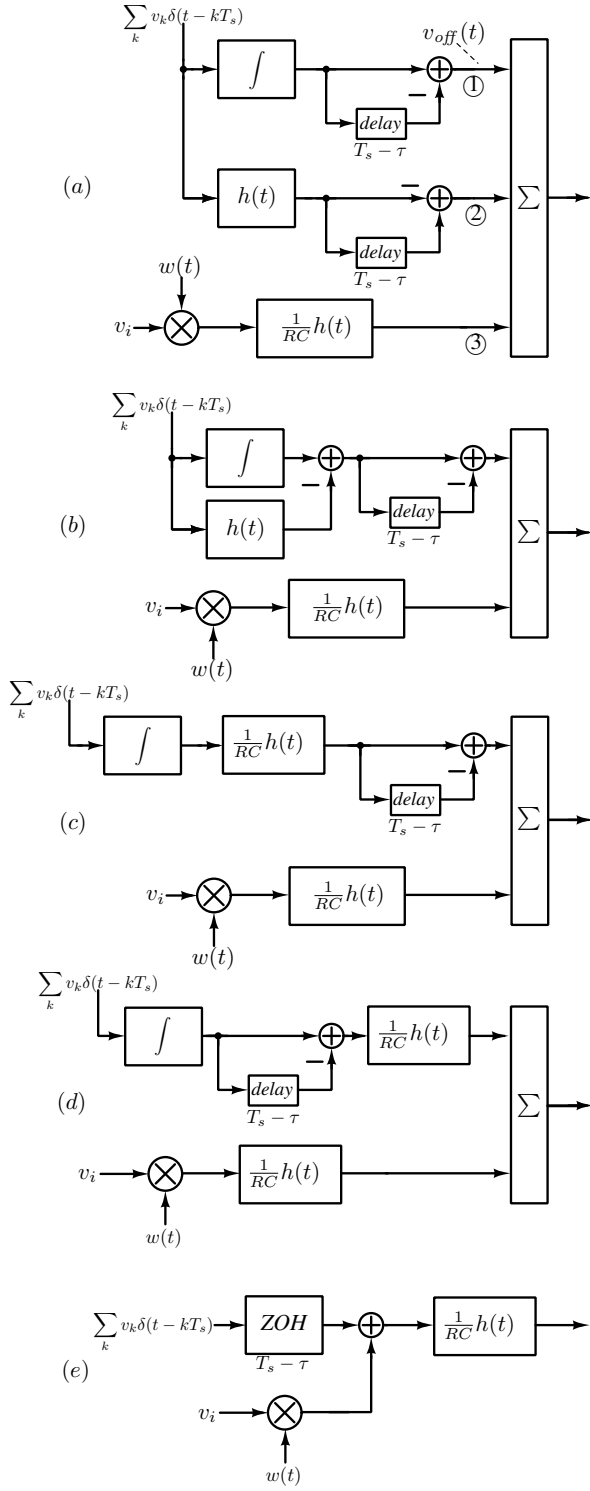 ∑ₖ vₖδ(t − kTₛ)
v_off(t)
∫
①
delay
Tₛ − τ
(a)
h(t)
②
∑
delay
Tₛ − τ
w(t)
vᵢ
1/RC h(t)
③
∑ₖ vₖδ(t − kTₛ)
∫
(b)
h(t)
delay
Tₛ − τ
∑
vᵢ
1/RC h(t)
w(t)
∑ₖ vₖδ(t − kTₛ)
∫
1/RC h(t)
delay
Tₛ − τ
(c)
∑
vᵢ
1/RC h(t)
w(t)
∑ₖ vₖδ(t − kTₛ)
∫
1/RC h(t)
delay
Tₛ − τ
(d)
∑
vᵢ
1/RC h(t)
w(t)
∑ₖ vₖδ(t − kTₛ)
ZOH
1/RC h(t)
Tₛ − τ
(e)
vᵢ
w(t)